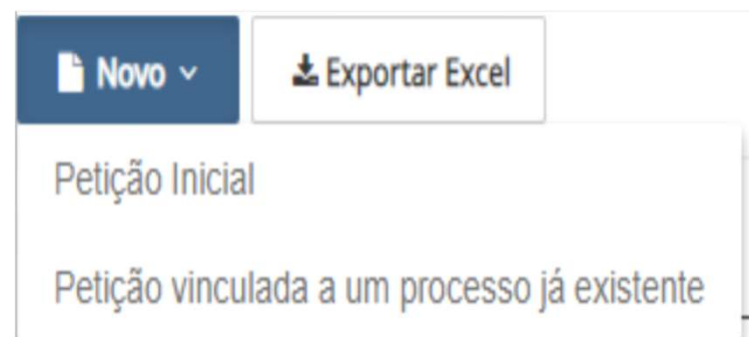 Novo Exportar Excel
Petição Inicial
Petição vinculada a um processo já existente